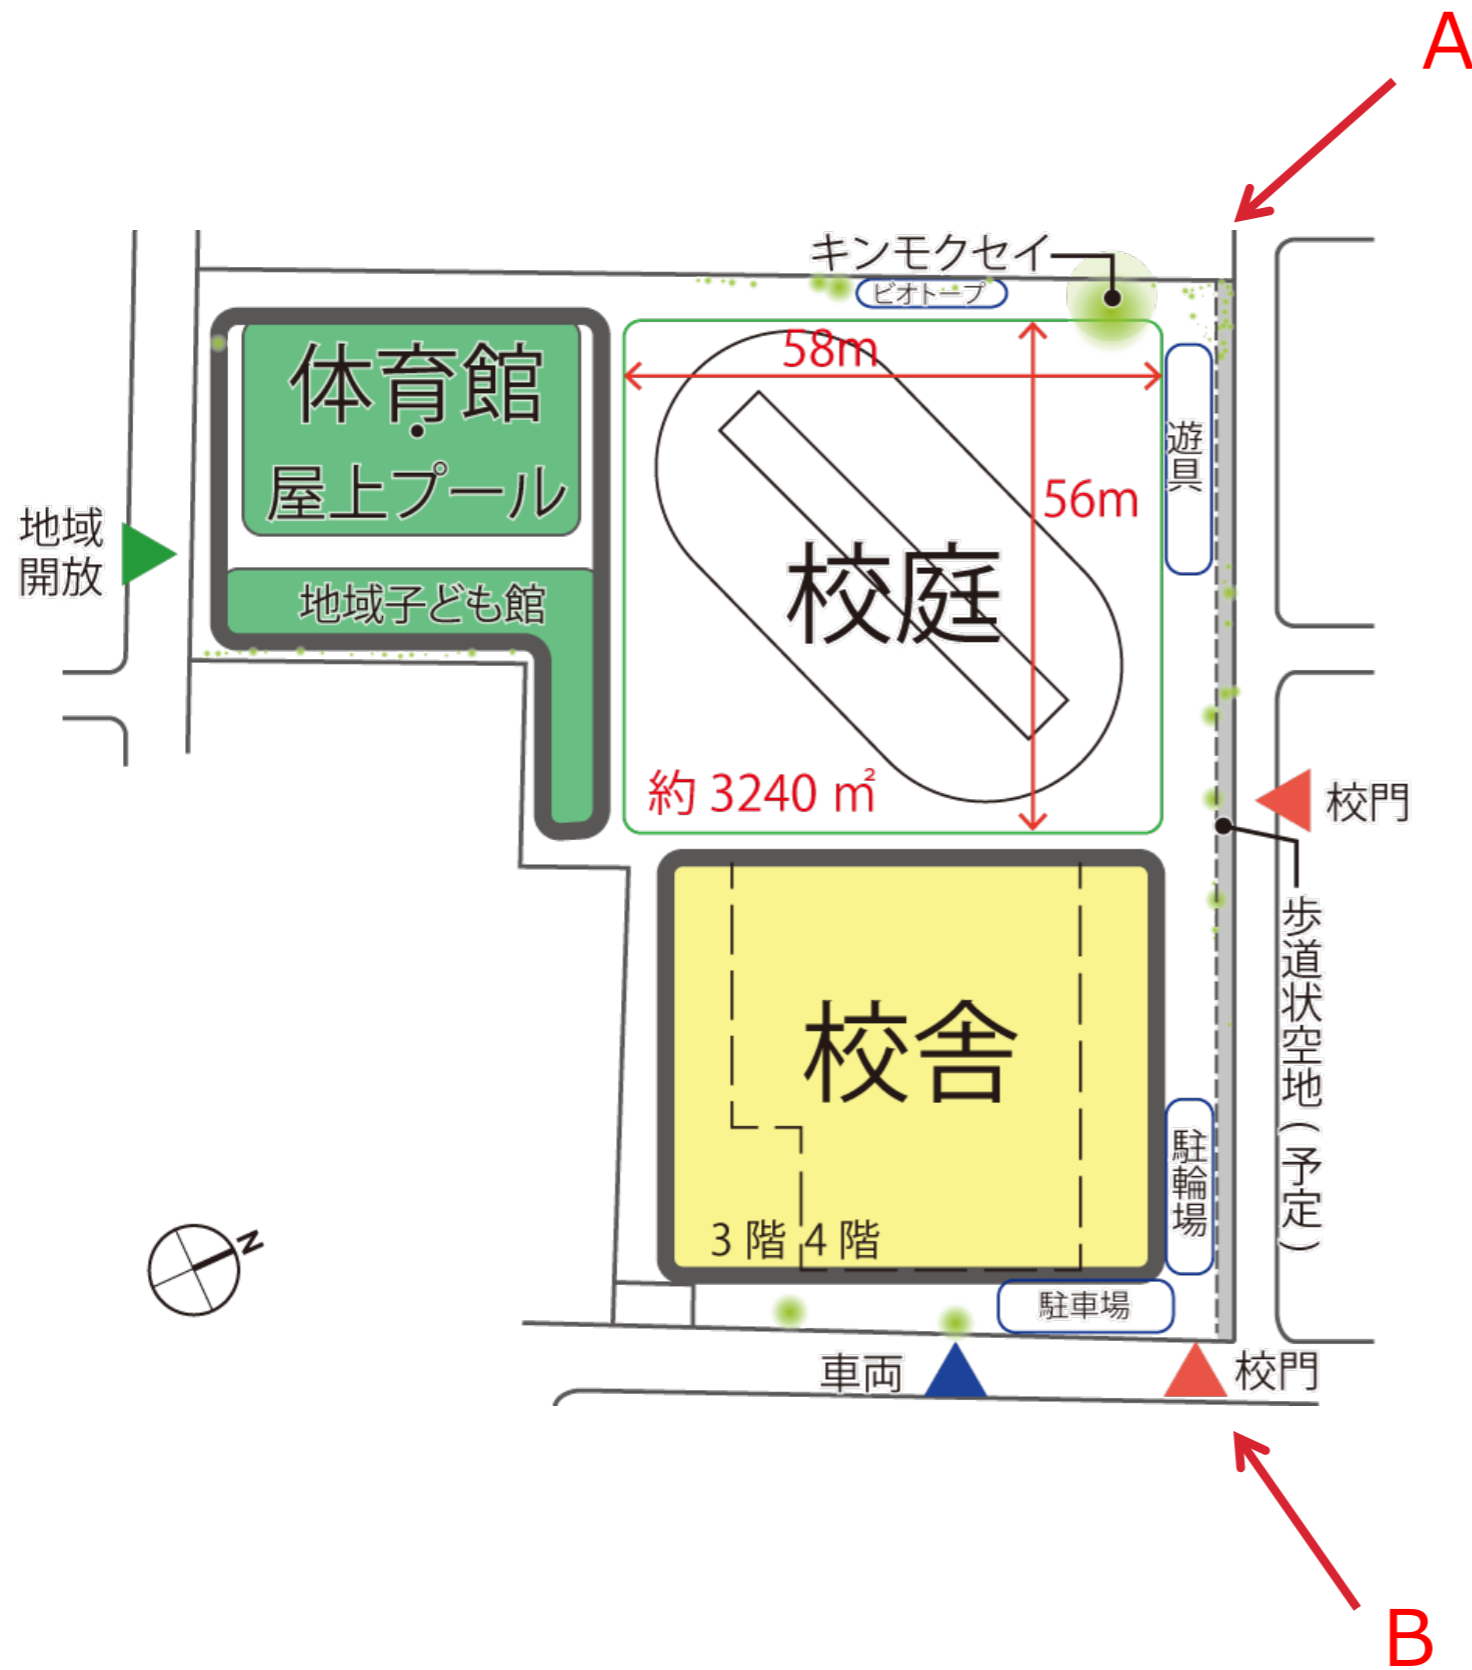 A
キンモクセイ
ビオトープ
58m
体育館
・
屋上プール
遊具
56m
地域
開放
校庭
地域子ども館
約 3240 ㎡
校門
歩道状空地(予定)
校舎
駐輪場
3 階
4 階
N
駐車場
車両
校門
B